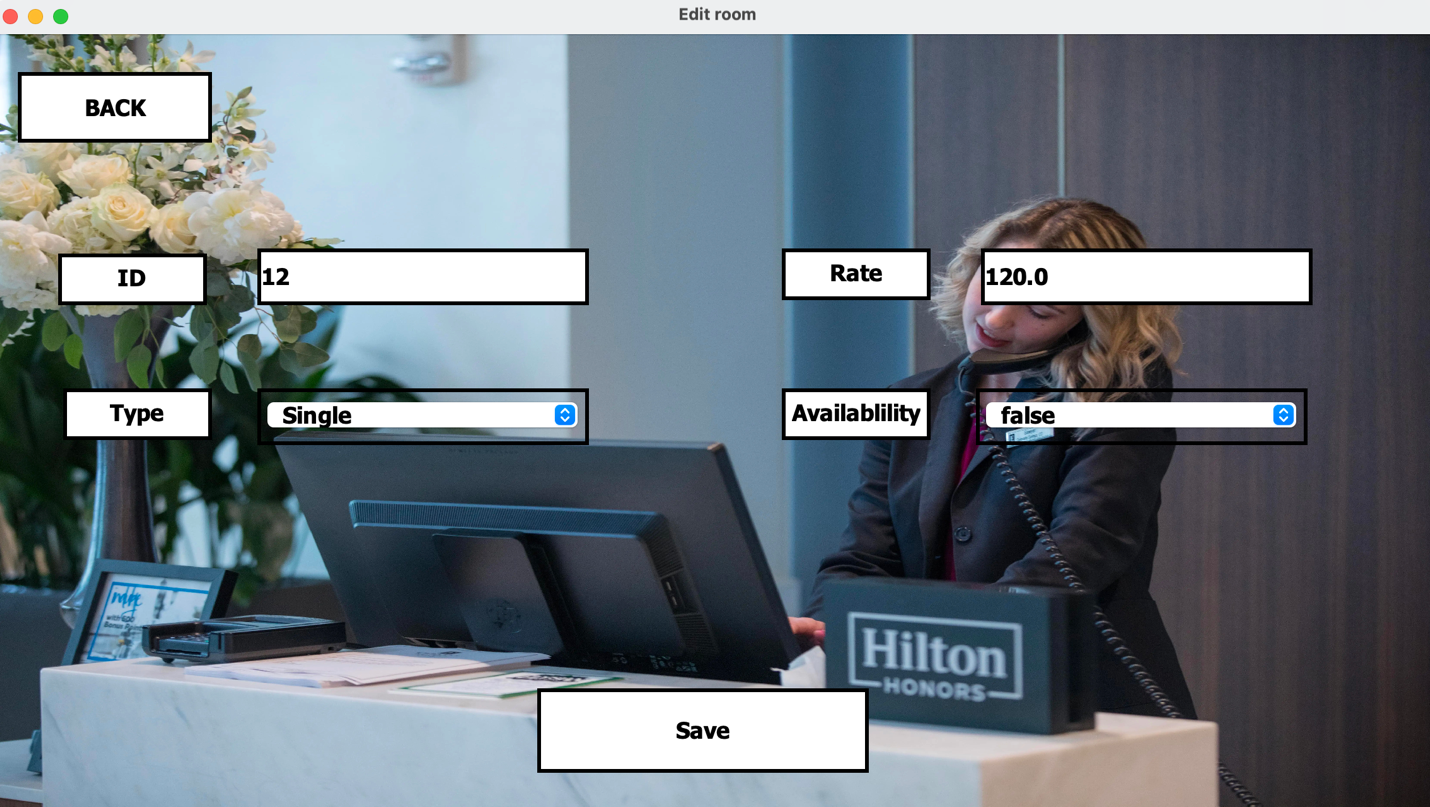 Edit room
BACK
ID
12
Rate
120.0
Type
Single
Availablility
false
Hilton
HONORS
Save